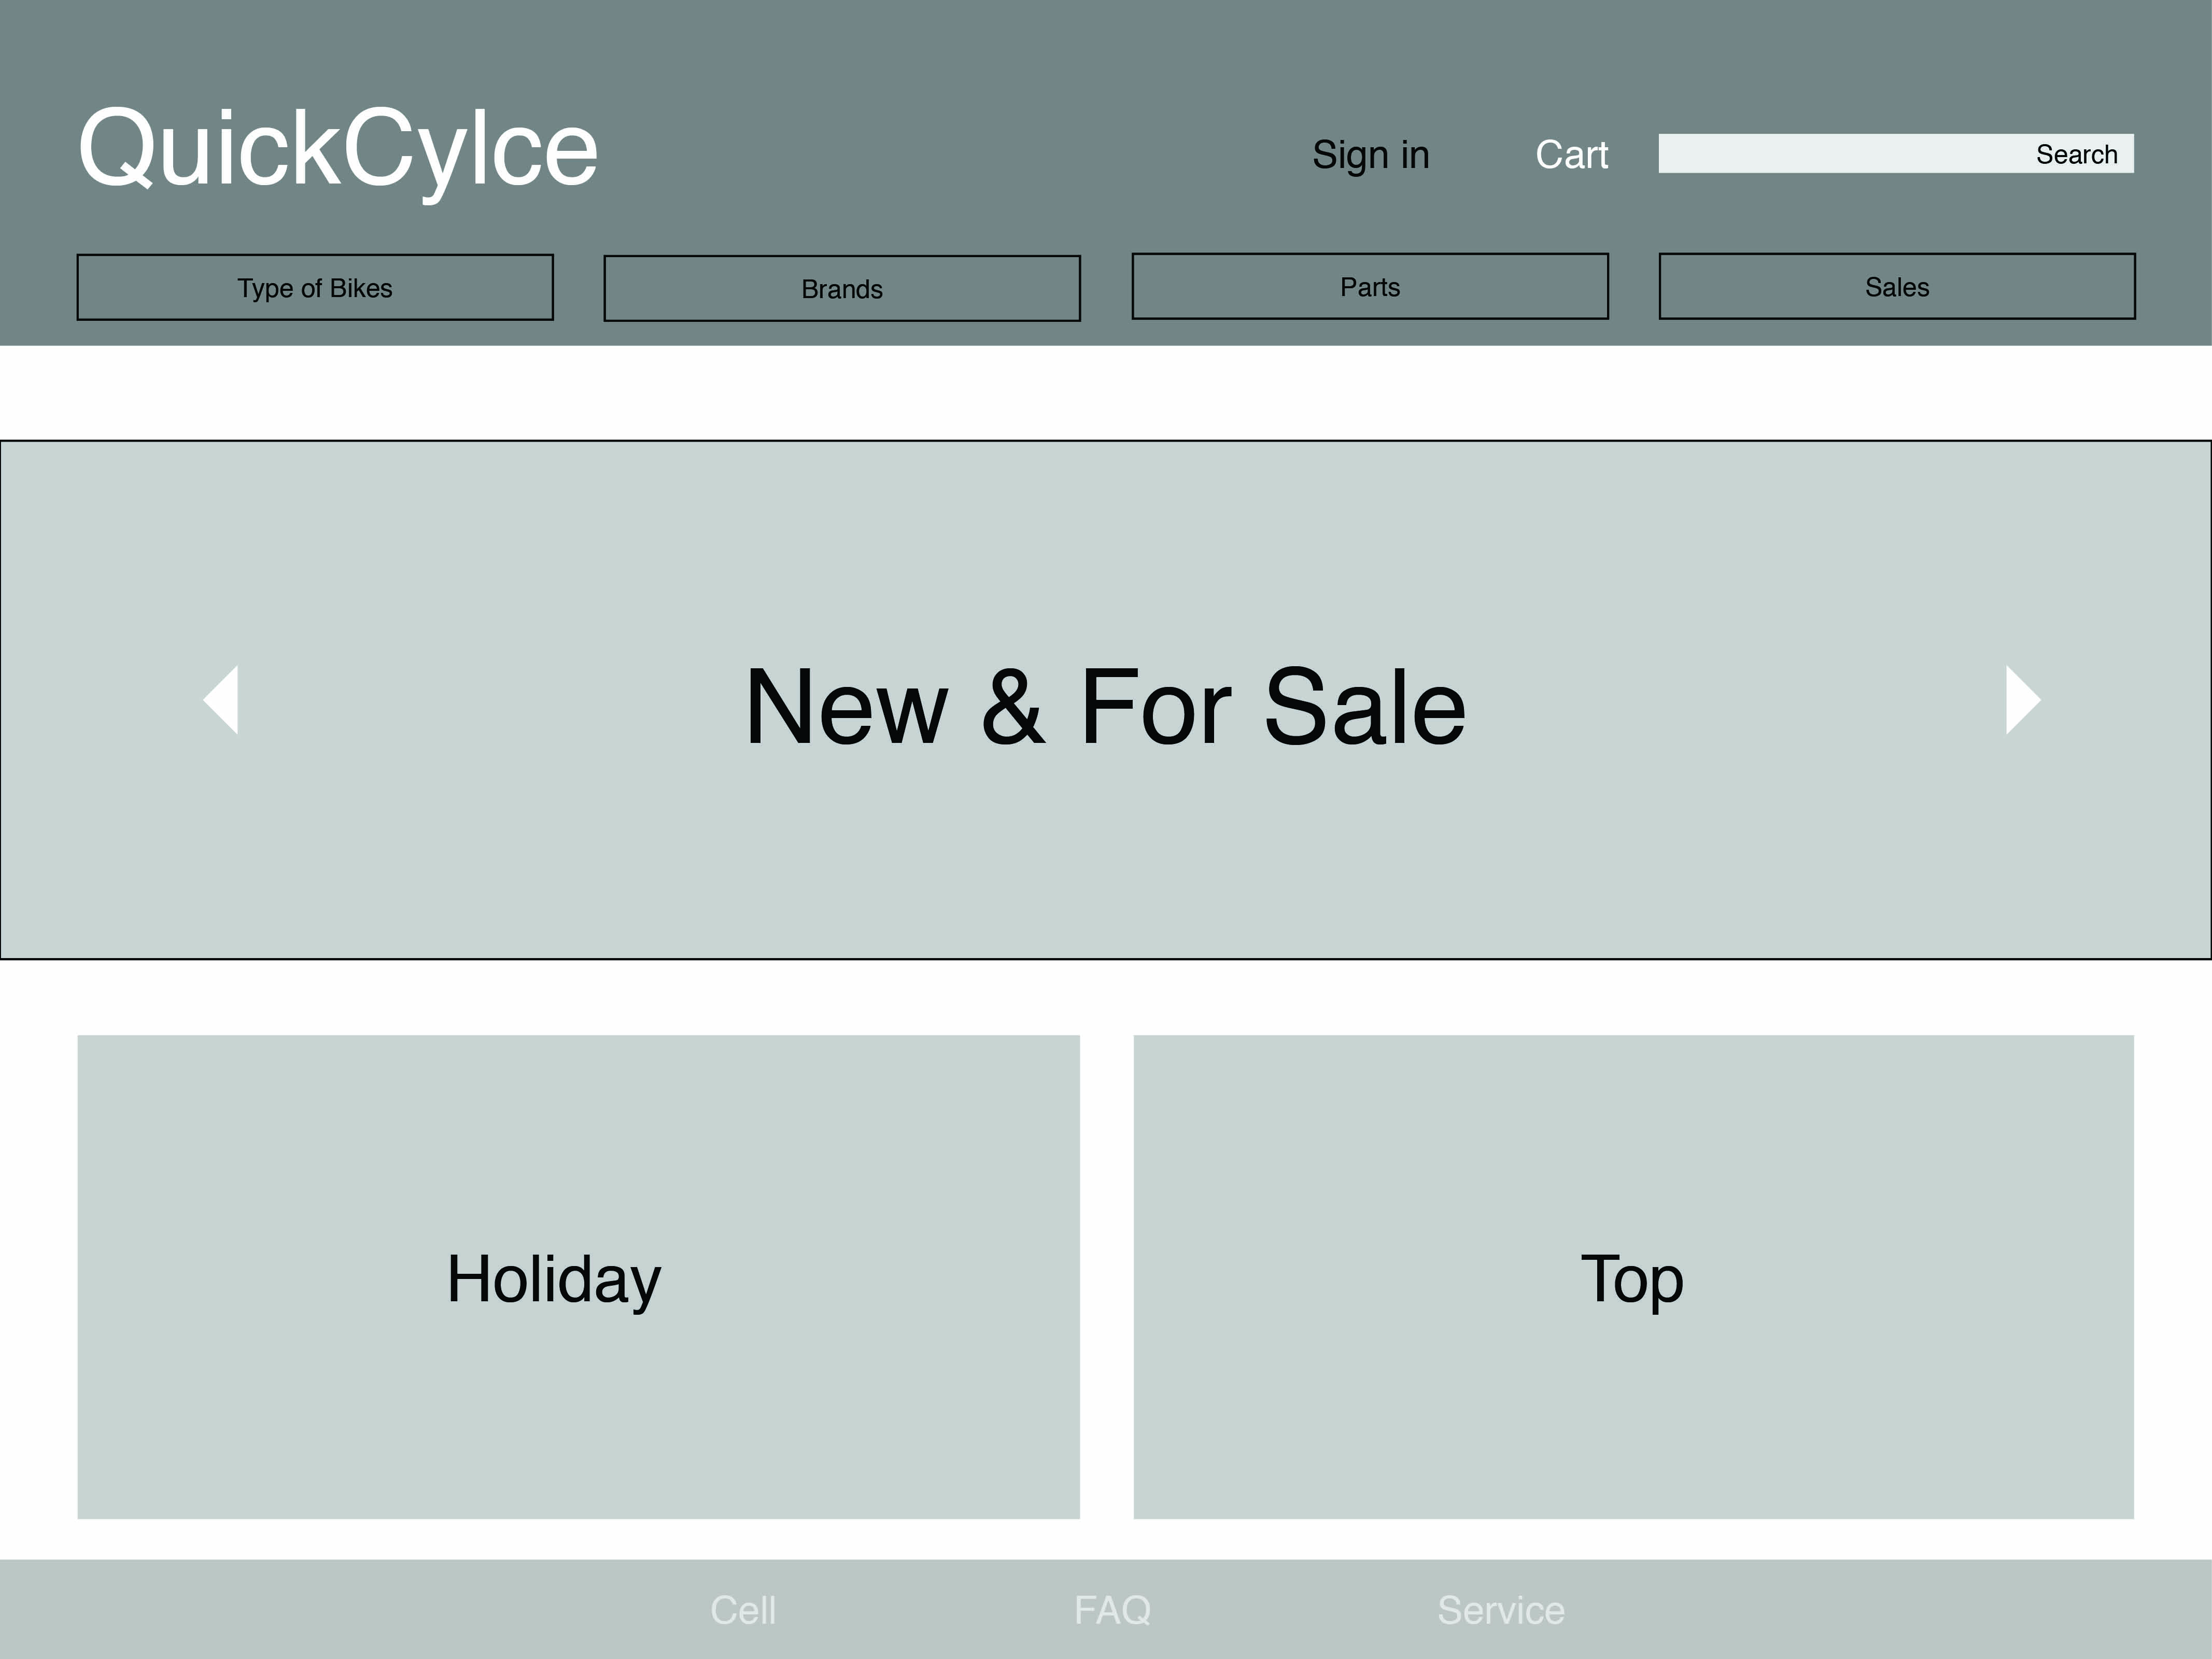 QuickCylce
Sign in
Cart
Search
Type of Bikes
Brands
Parts
Sales
New & For Sale
Holiday
Top
Cell
FAQ
Service